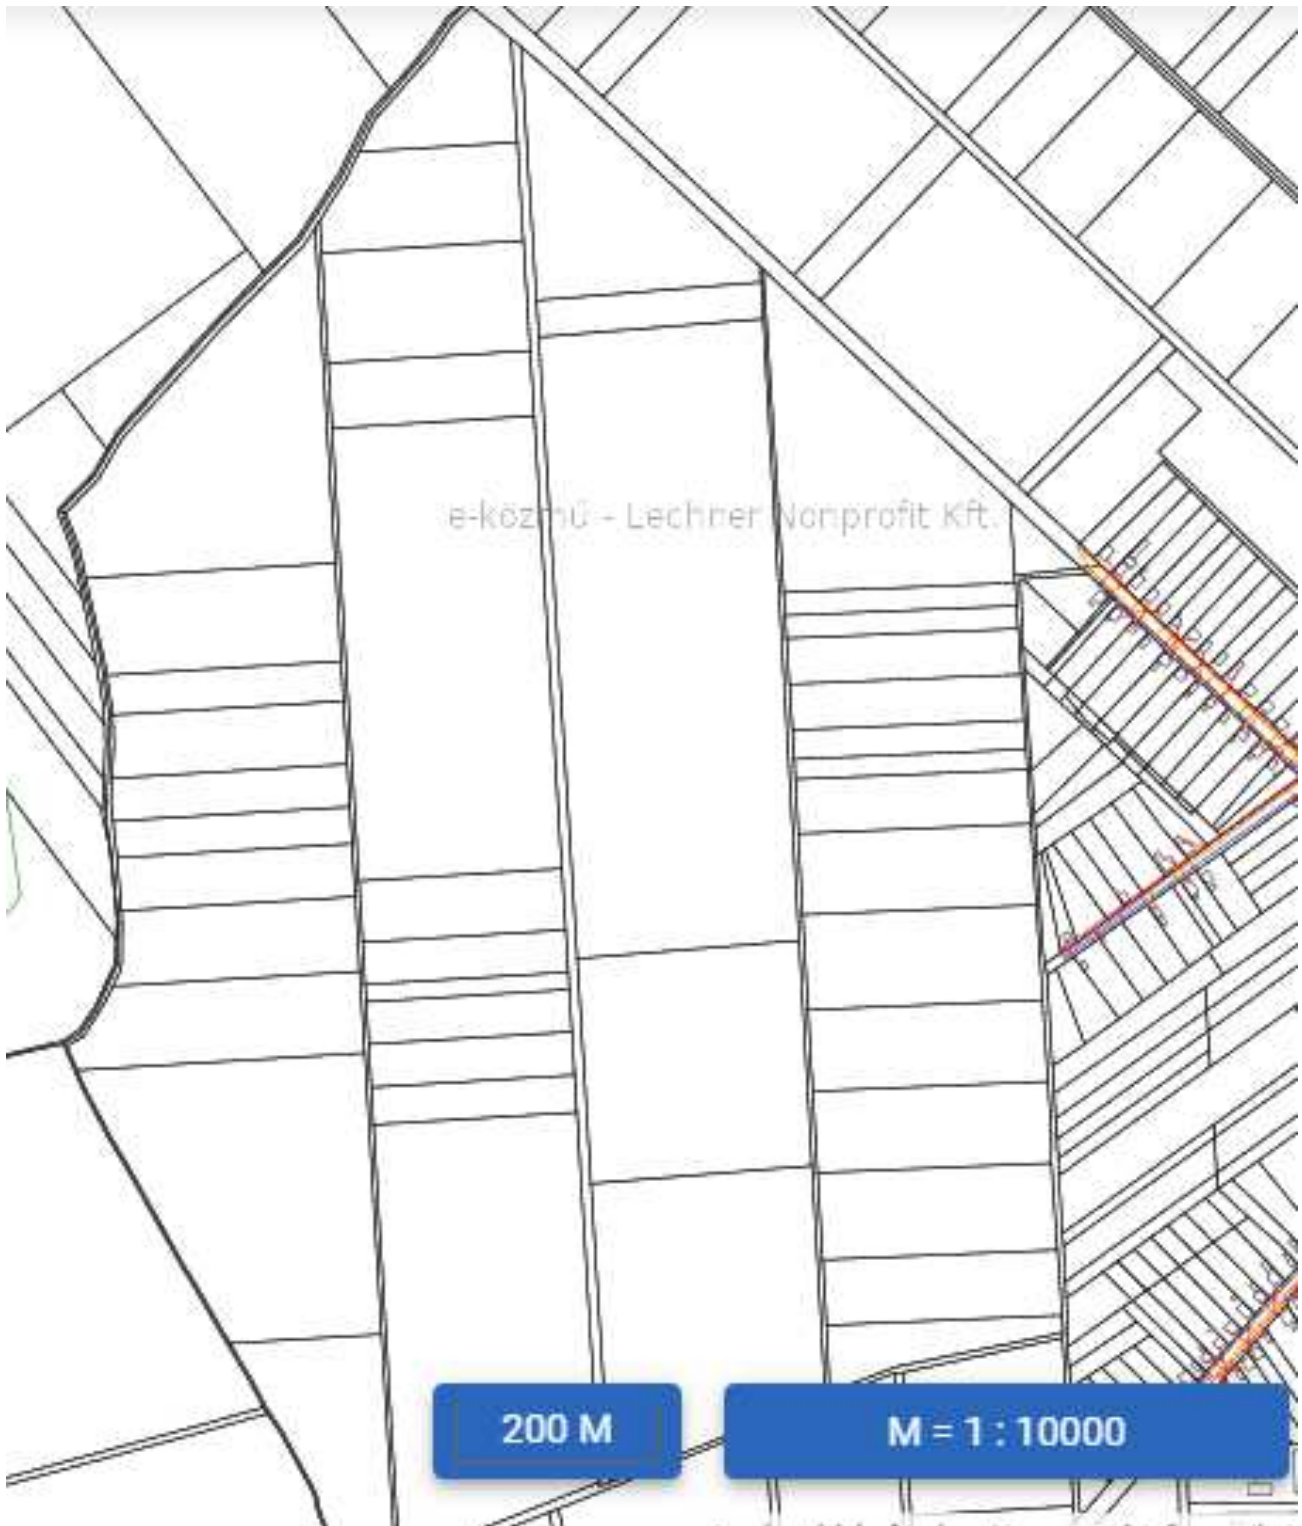 e-közmű - Lechner Nonprofit Kft.
200 M
M = 1 : 10000